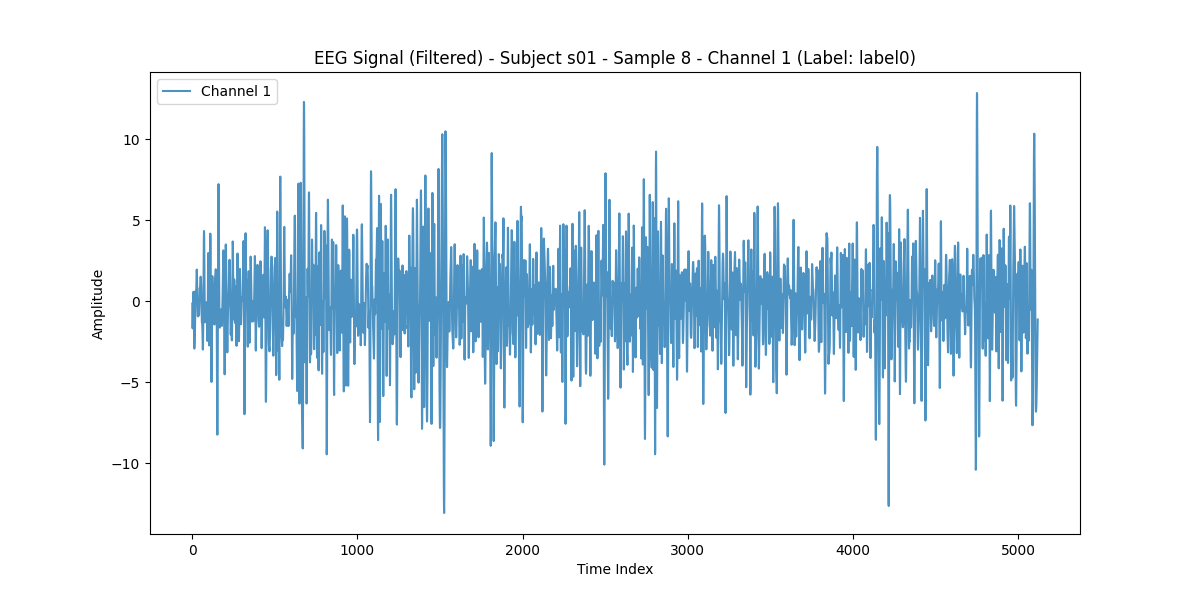 EEG Signal (Filtered) - Subject s01 - Sample 8 - Channel 1 (Label: label0)
Channel 1
10
5
0
−5
−10
Amplitude
0 1000 2000 3000 4000 5000
Time Index